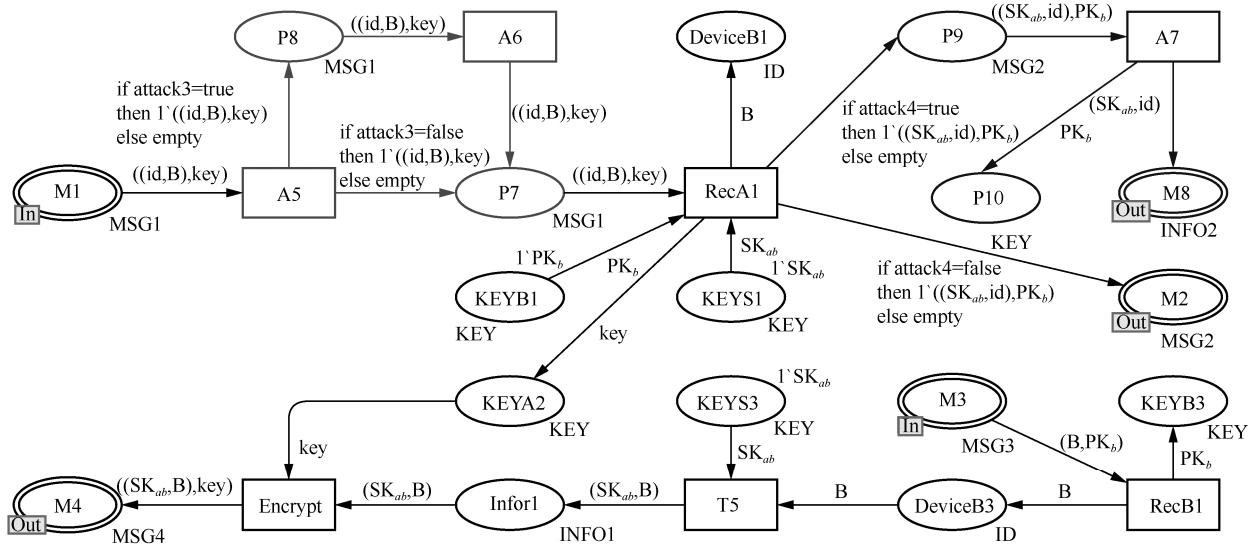 P8
((id,B),key)
A6
MSG1
if attack3=true
then 1`((id,B),key)
else empty
((id,B),key)
if attack3=false
then 1`((id,B),key)
else empty
M1
In
MSG1
((id,B),key)
A5
P7
MSG1
((id,B),key)
DeviceB1
ID
B
RecA1
P9
MSG2
((SKab,id),PKb)
A7
if attack4=true
then 1`((SKab,id),PKb)
else empty
(SKab,id)
PKb
P10
KEY
M8
Out
INFO2
1`PKb
KEYB1
KEY
PKb
key
SKab
1`SKab
KEYS1
KEY
if attack4=false
then 1`((SKab,id),PKb)
else empty
M2
Out
MSG2
KEYA2
KEY
key
1`SKab
KEYS3
KEY
SKab
M3
In
MSG3
(B,PKb)
KEYB3
KEY
PKb
M4
Out
MSG4
((SKab,B),key)
Encrypt
(SKab,B)
Infor1
INFO1
(SKab,B)
T5
B
DeviceB3
ID
B
RecB1